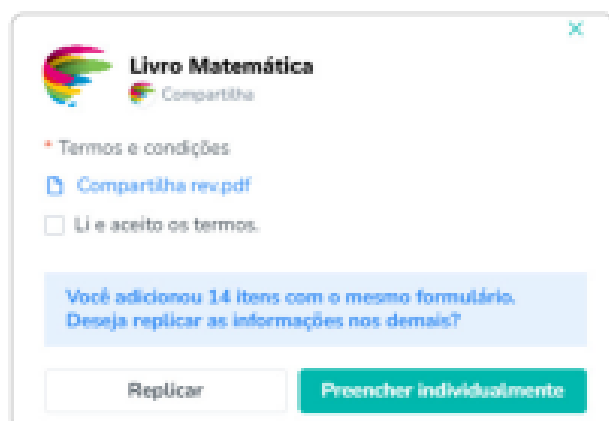 Livro Matemática
Compartilha
* Termos e condições
Compartilha rev.pdf
Li e aceito os termos.
Você adicionou 14 itens com o mesmo formulário.
Deseja replicar as informações nos demais?
Replicar
Preencher individualmente